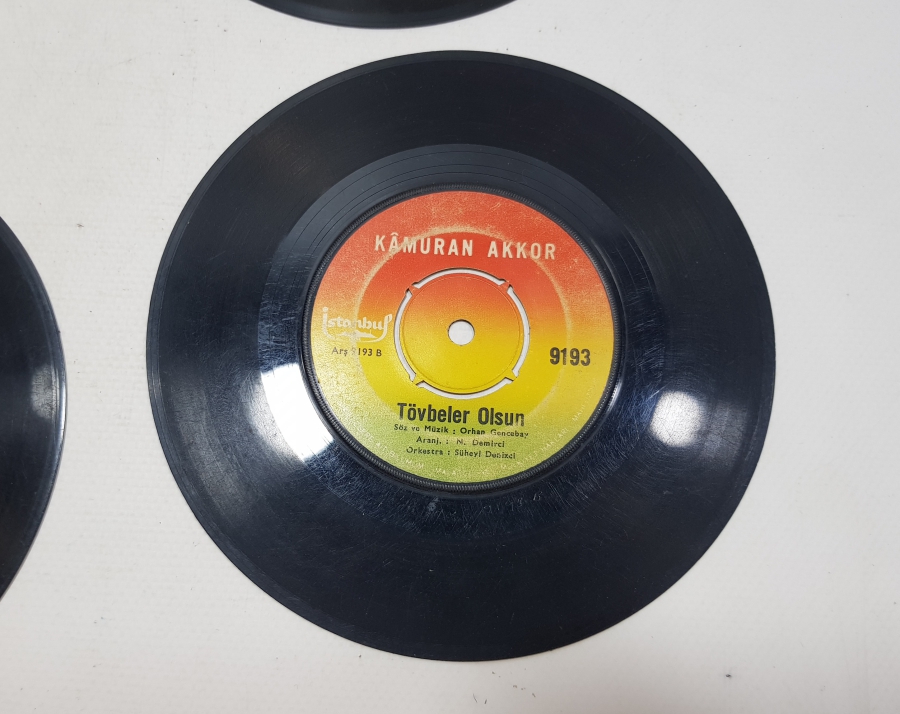 KÂMURAN AKKOR
istanbul
Arş 9193 B
9193
Tövbeler Olsun
Söz ve Müzik : Orhan Gencebay
Aranj. : N. Demirci
Orkestra : Süheyl Denizci